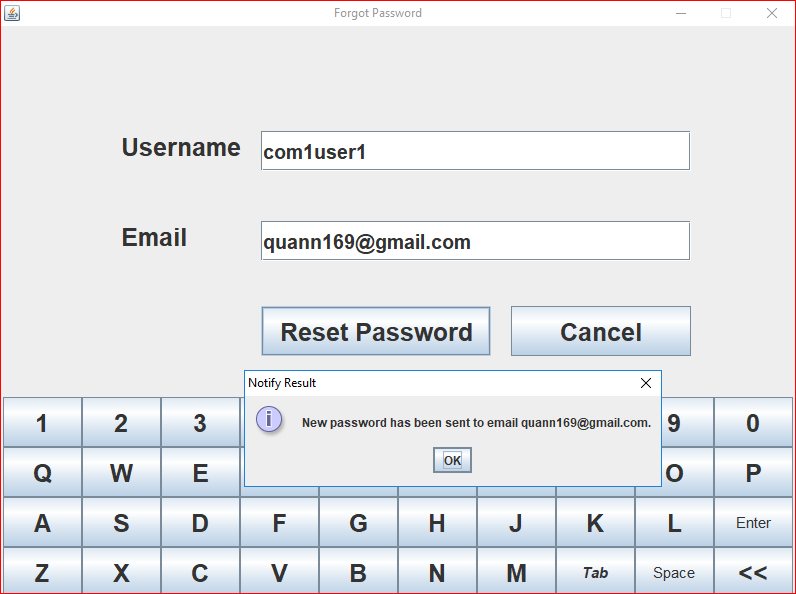 Forgot Password
Username
com1user1
Email
quann169@gmail.com
Reset Password Cancel
Notify Result
New password has been sent to email quann169@gmail.com.
OK
1 2 3 9 0
Q W E O P
A S D F G H J K L Enter
Z X C V B N M Tab Space <<